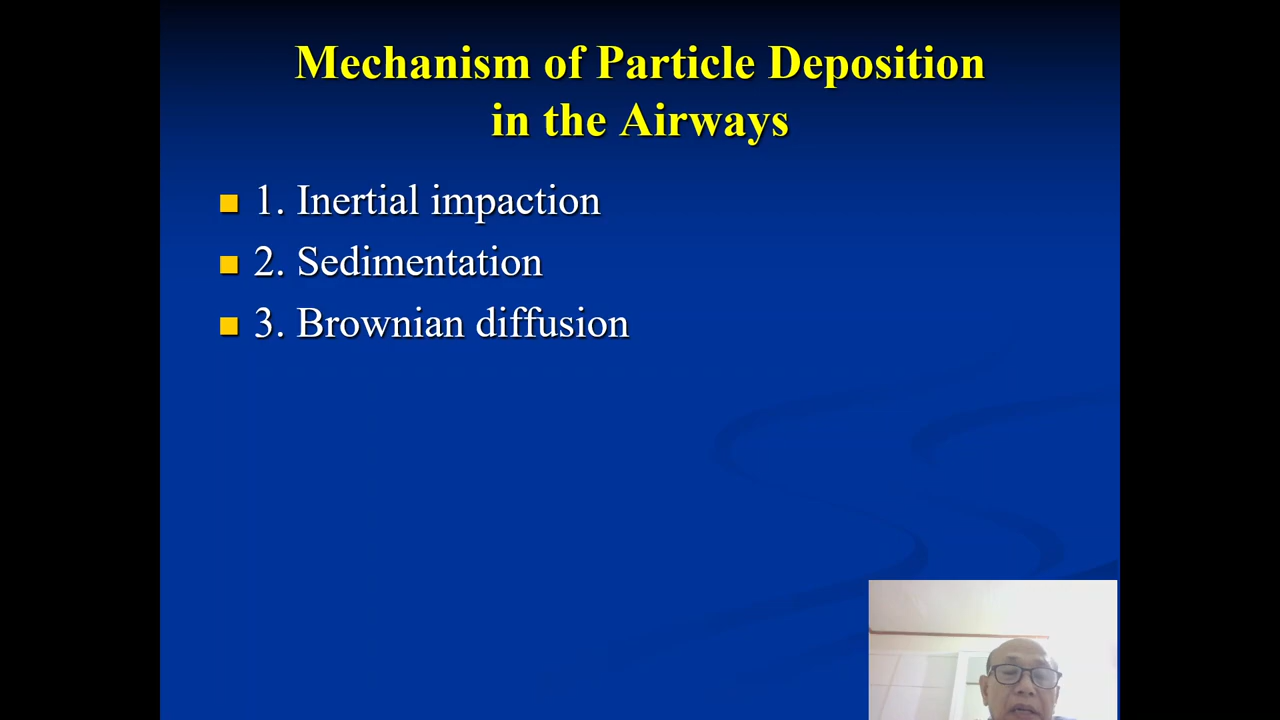 Mechanism of Particle Deposition
in the Airways
1. Inertial impaction
2. Sedimentation
3. Brownian diffusion